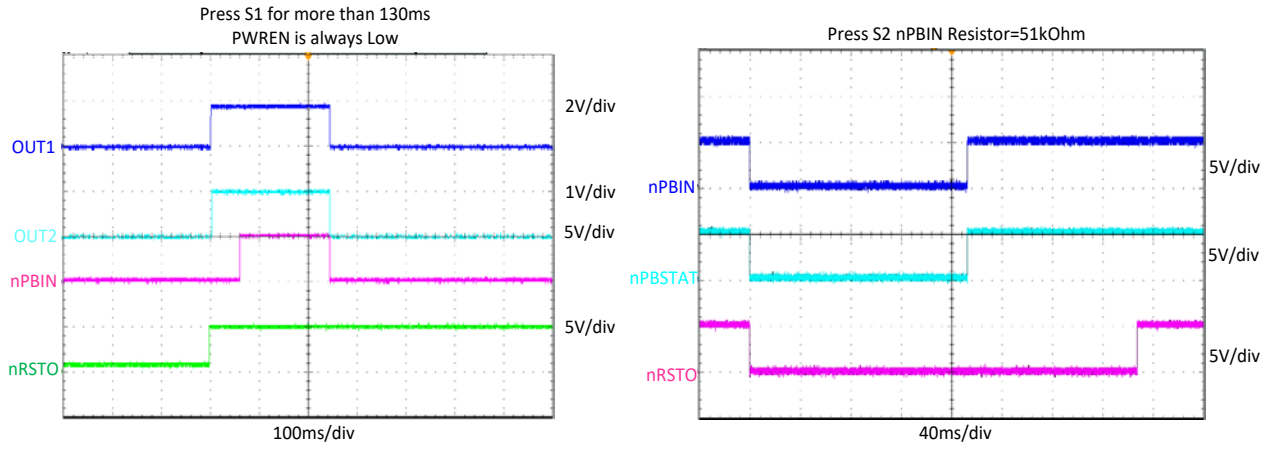 Press S1 for more than 130ms
PWREN is always Low
OUT1
2V/div
OUT2
1V/div
5V/div
nPBIN
nRSTO
5V/div
100ms/div
Press S2 nPBIN Resistor=51kOhm
nPBIN
5V/div
nPBSTAT
5V/div
nRSTO
5V/div
40ms/div